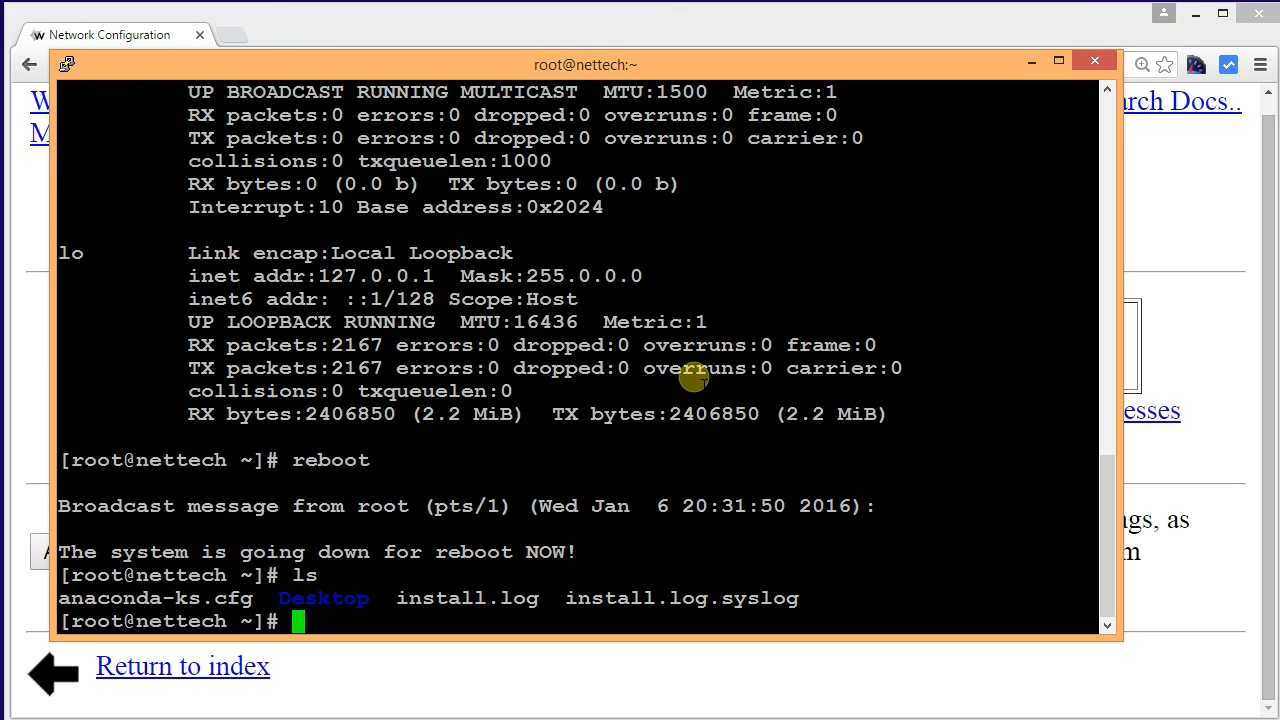 Network Configuration
root@nettech:~
W
M
arch Docs..
UP BROADCAST RUNNING MULTICAST  MTU:1500  Metric:1
RX packets:0 errors:0 dropped:0 overruns:0 frame:0
TX packets:0 errors:0 dropped:0 overruns:0 carrier:0
collisions:0 txqueuelen:1000
RX bytes:0 (0.0 b)  TX bytes:0 (0.0 b)
Interrupt:10 Base address:0x2024
lo        Link encap:Local Loopback
inet addr:127.0.0.1  Mask:255.0.0.0
inet6 addr: ::1/128 Scope:Host
UP LOOPBACK RUNNING  MTU:16436  Metric:1
RX packets:2167 errors:0 dropped:0 overruns:0 frame:0
TX packets:2167 errors:0 dropped:0 overruns:0 carrier:0
collisions:0 txqueuelen:0
RX bytes:2406850 (2.2 MiB)  TX bytes:2406850 (2.2 MiB)
esses
[root@nettech ~]# reboot
Broadcast message from root (pts/1) (Wed Jan  6 20:31:50 2016):
ngs, as
The system is going down for reboot NOW!
m
[root@nettech ~]# ls
anaconda-ks.cfg  Desktop  install.log  install.log.syslog
[root@nettech ~]#
Return to index